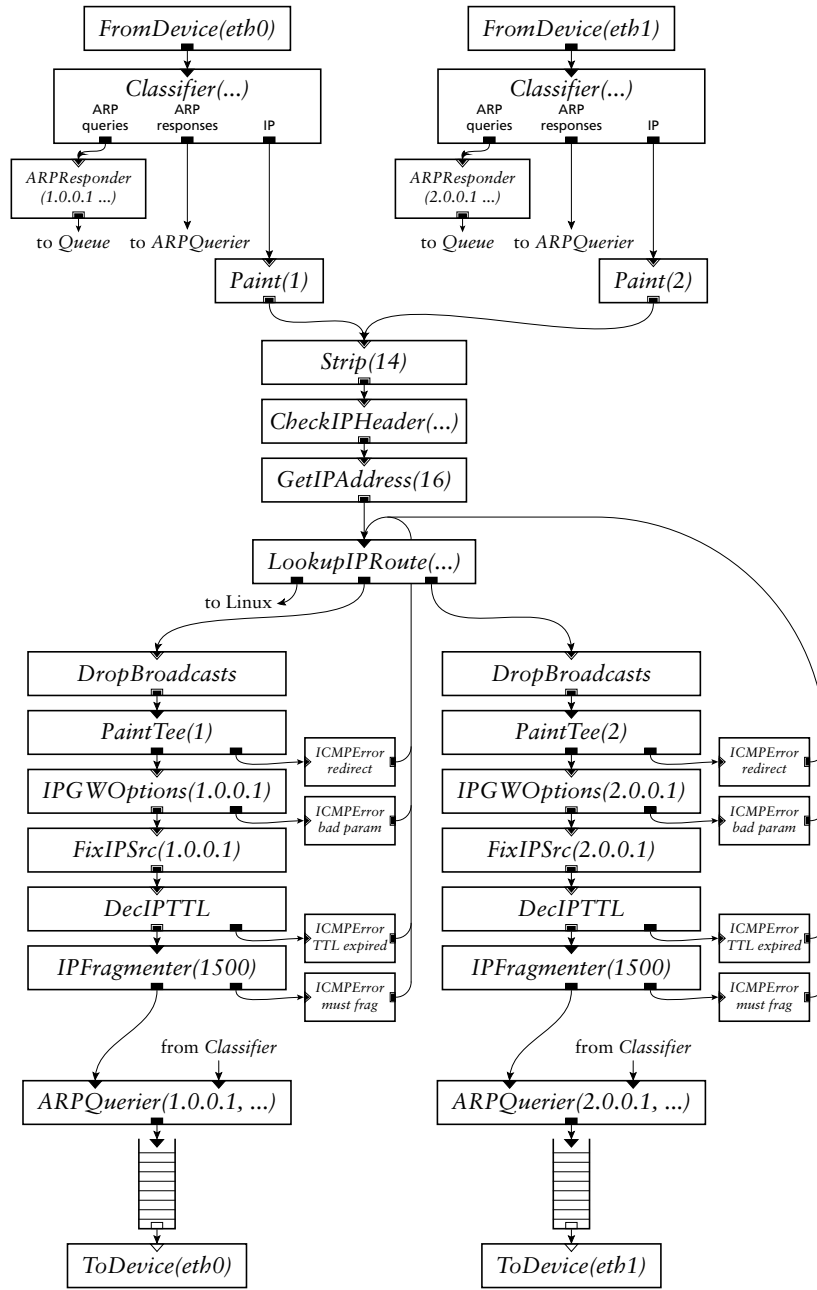 FromDevice(eth0)
FromDevice(eth1)
Classifier(...)
ARP
queries
ARP
responses
IP
Classifier(...)
ARP
queries
ARP
responses
IP
ARPResponder
(1.0.0.1 ...)
ARPResponder
(2.0.0.1 ...)
to Queue
to ARPQuerier
to Queue
to ARPQuerier
Paint(1)
Paint(2)
Strip(14)
CheckIPHeader(...)
GetIPAddress(16)
LookupIPRoute(...)
to Linux
DropBroadcasts
PaintTee(1)
ICMPError
redirect
IPGWOptions(1.0.0.1)
ICMPError
bad param
FixIPSrc(1.0.0.1)
DecIPTTL
ICMPError
TTL expired
IPFragmenter(1500)
ICMPError
must frag
from Classifier
ARPQuerier(1.0.0.1, ...)
ToDevice(eth0)
DropBroadcasts
PaintTee(2)
ICMPError
redirect
IPGWOptions(2.0.0.1)
ICMPError
bad param
FixIPSrc(2.0.0.1)
DecIPTTL
ICMPError
TTL expired
IPFragmenter(1500)
ICMPError
must frag
from Classifier
ARPQuerier(2.0.0.1, ...)
ToDevice(eth1)